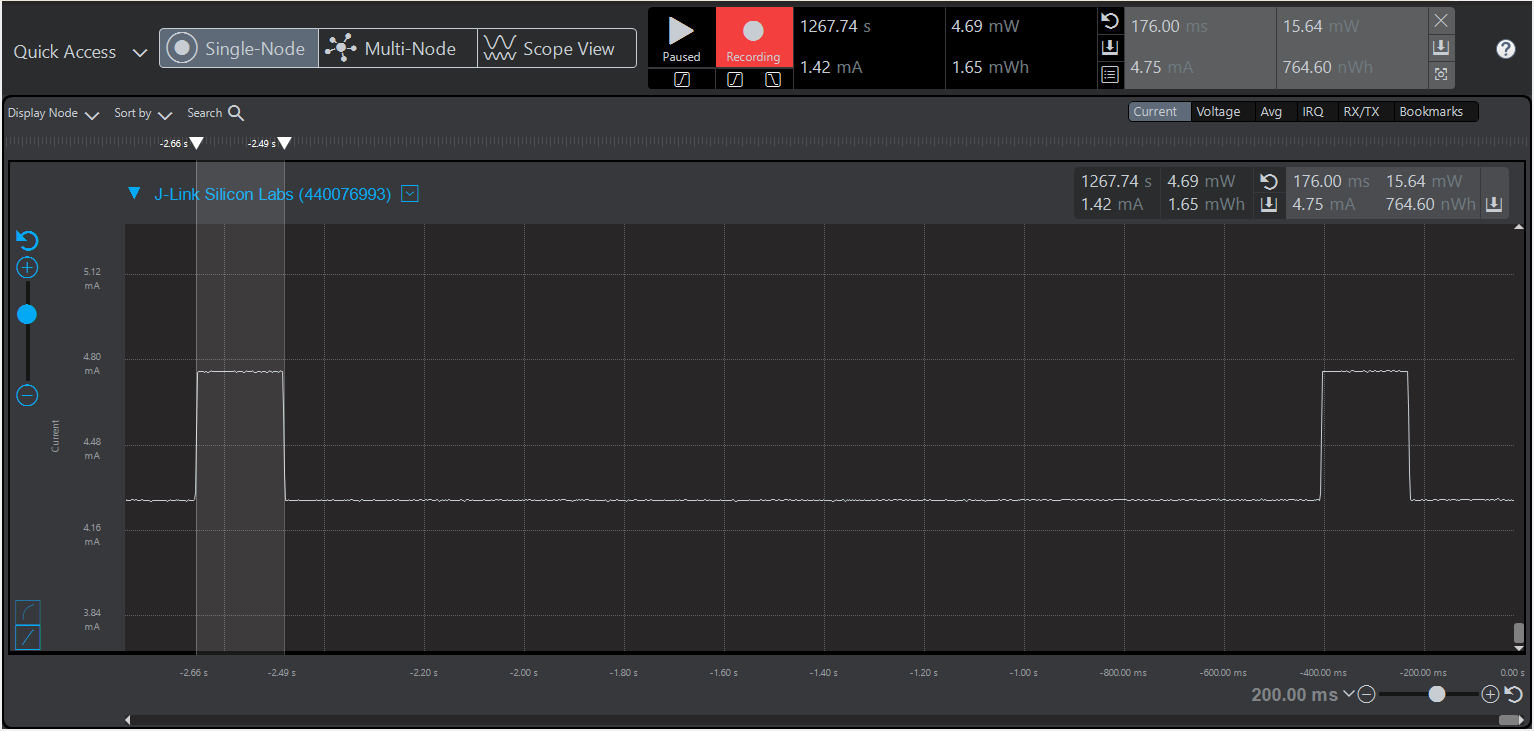 Quick Access
Single-Node
Multi-Node
Scope View
Paused
Recording
1267.74 s
4.69 mW
1.42 mA
1.65 mWh
176.00 ms
15.64 mW
4.75 mA
764.60 nWh
Display Node
Sort by
Search
Current
Voltage
Avg
IRQ
RX/TX
Bookmarks
-2.66 s
-2.49 s
J-Link Silicon Labs (440076993)
1267.74 s
4.69 mW
1.42 mA
1.65 mWh
176.00 ms
15.64 mW
4.75 mA
764.60 nWh
5.12
mA
4.80
mA
4.48
mA
4.16
mA
3.84
mA
Current
-2.66 s
-2.49 s
-2.20 s
-2.00 s
-1.80 s
-1.60 s
-1.40 s
-1.20 s
-1.00 s
-800.00 ms
-600.00 ms
-400.00 ms
-200.00 ms
0.00 s
200.00 ms